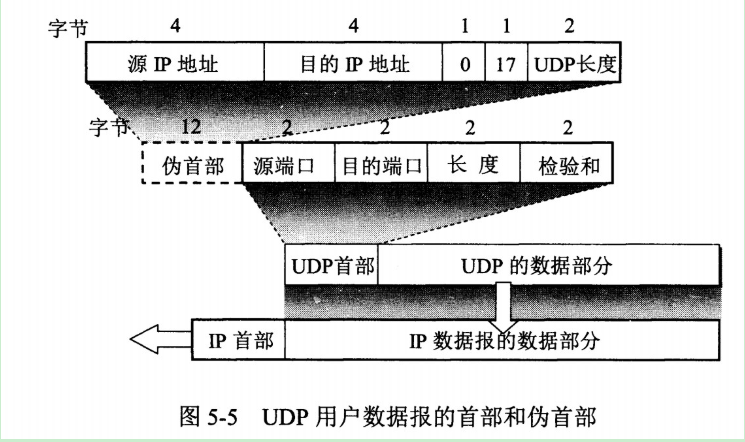 字节 4 4 1 1 2
源 IP 地址 目的 IP 地址 0 17 UDP长度
字节 12 2 2 2 2
伪首部 源端口 目的端口 长 度 检验和
UDP首部 UDP 的数据部分
IP 首部 IP 数据报的数据部分
图 5-5 UDP 用户数据报的首部和伪首部